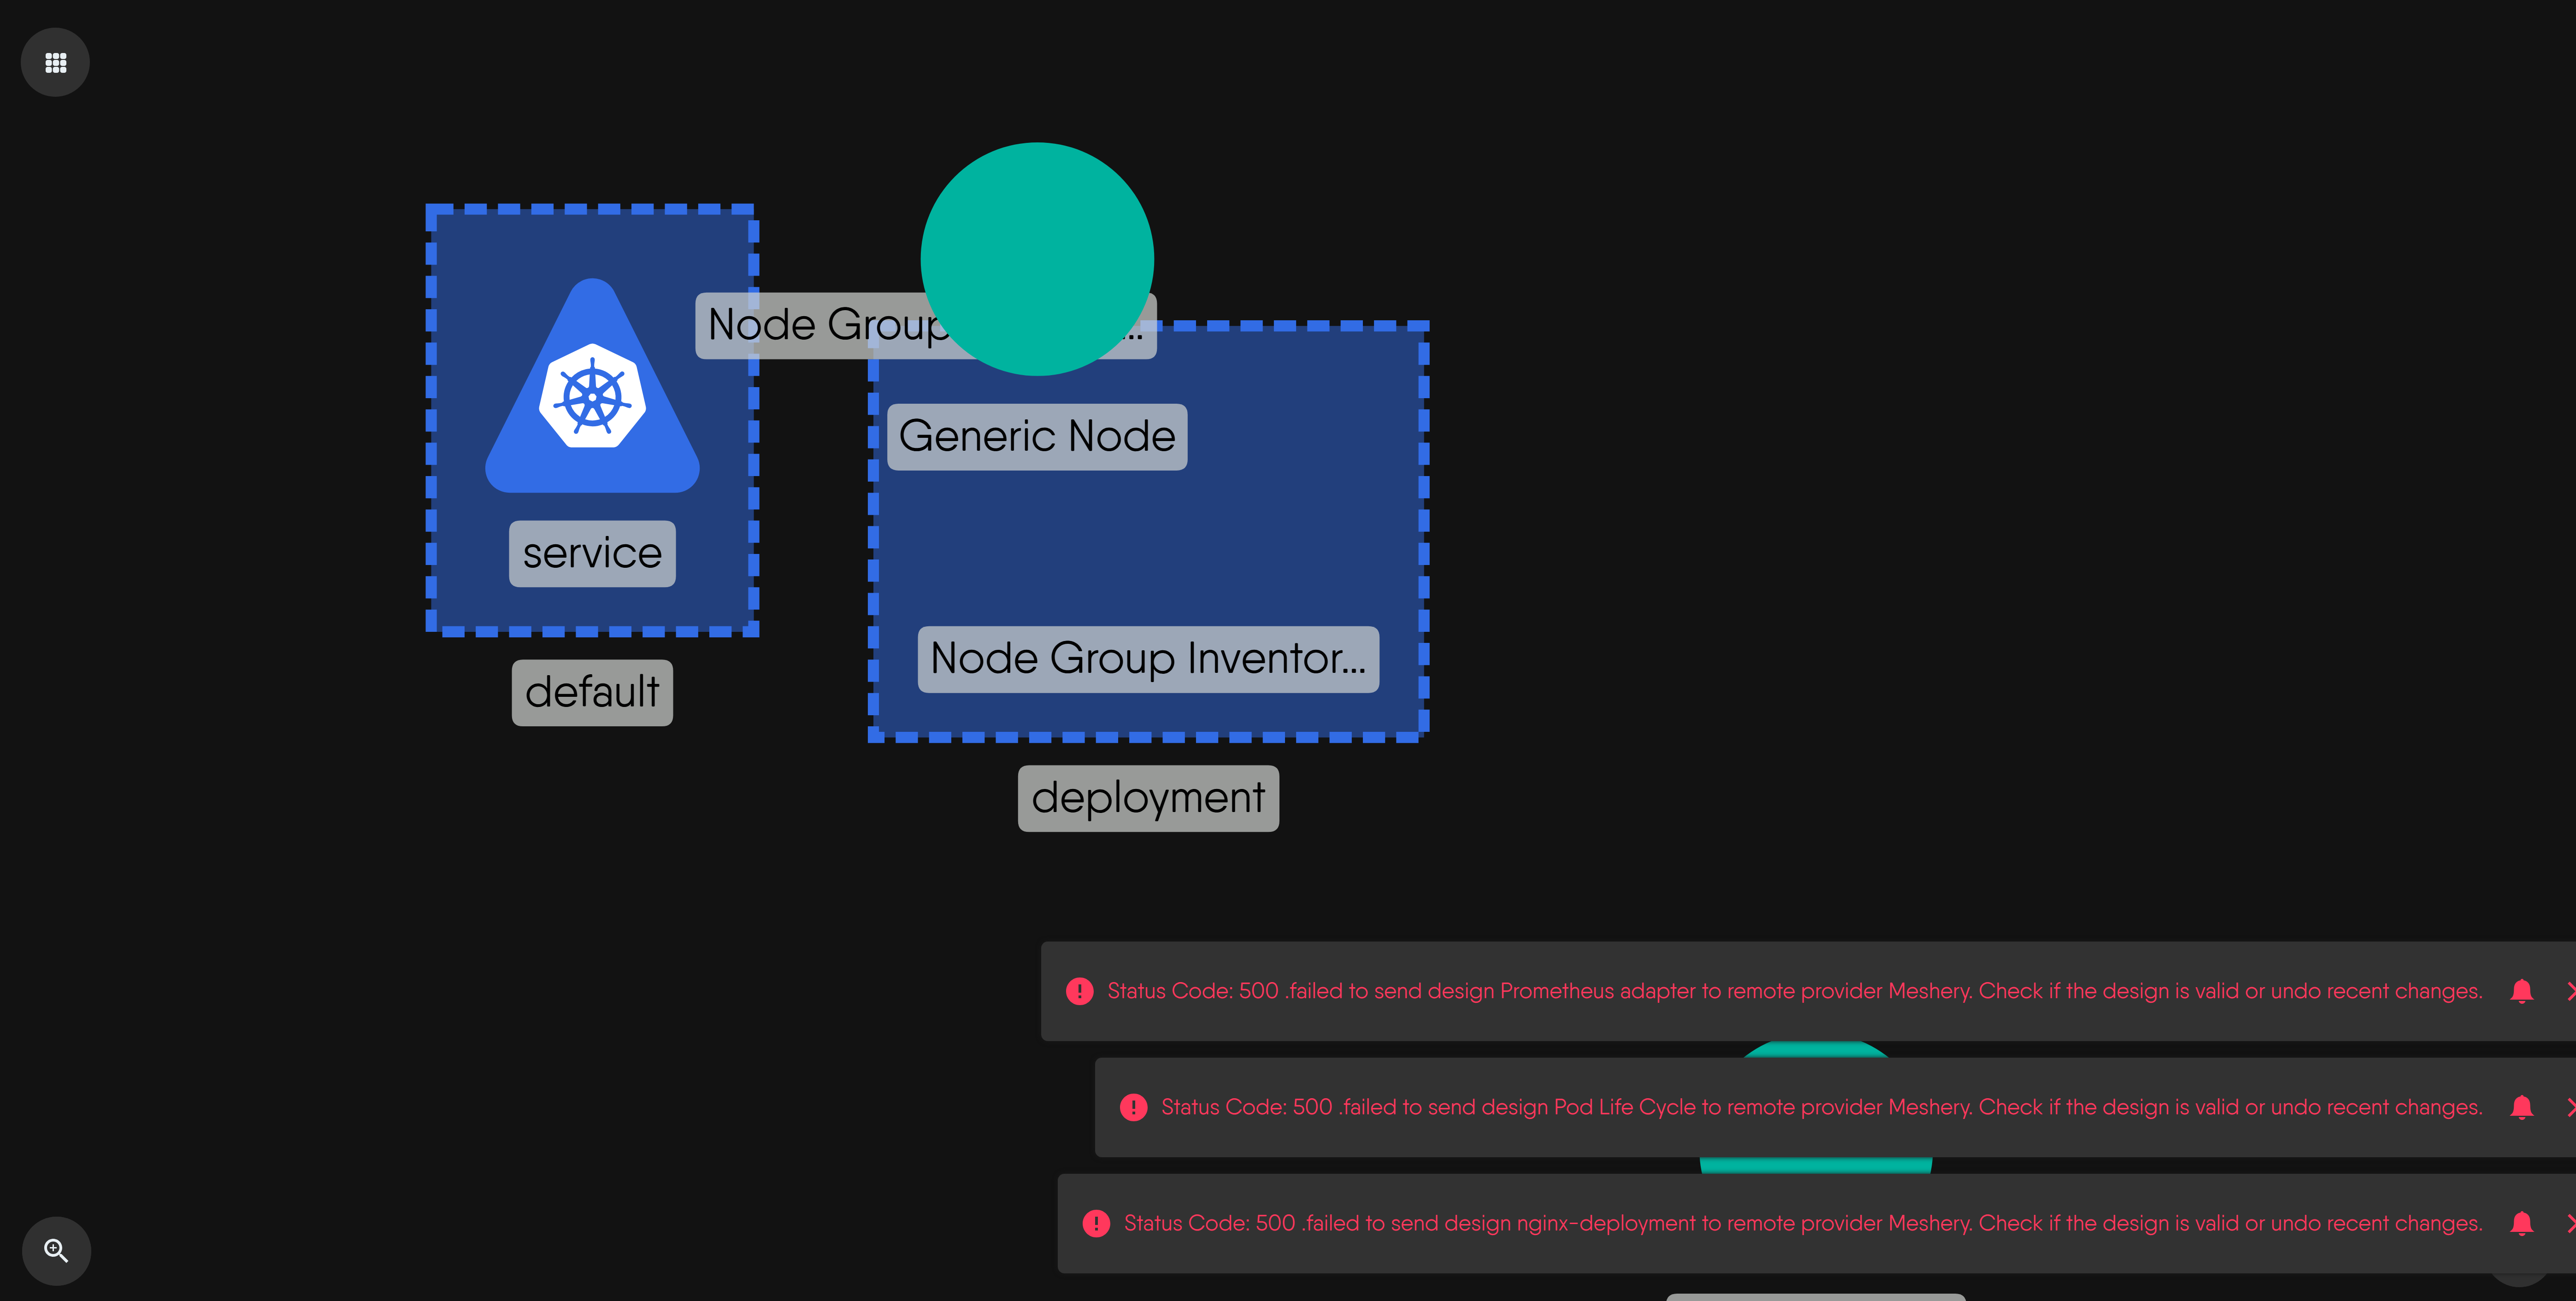 Node Group ...
Generic Node
service
Node Group Inventor...
default
deployment
Status Code: 500 .failed to send design Prometheus adapter to remote provider Meshery. Check if the design is valid or undo recent changes.
Status Code: 500 .failed to send design Pod Life Cycle to remote provider Meshery. Check if the design is valid or undo recent changes.
Status Code: 500 .failed to send design nginx-deployment to remote provider Meshery. Check if the design is valid or undo recent changes.